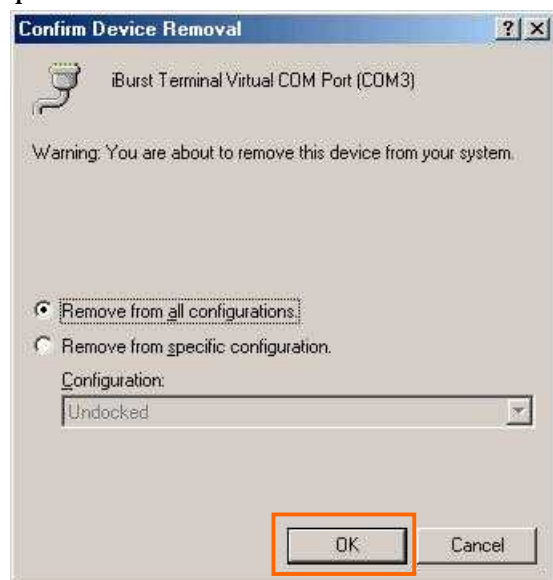 Confirm Device Removal
iBurst Terminal Virtual COM Port (COM3)
Warning: You are about to remove this device from your system.
Remove from all configurations.
Remove from specific configuration.
Configuration:
Undocked
OK Cancel